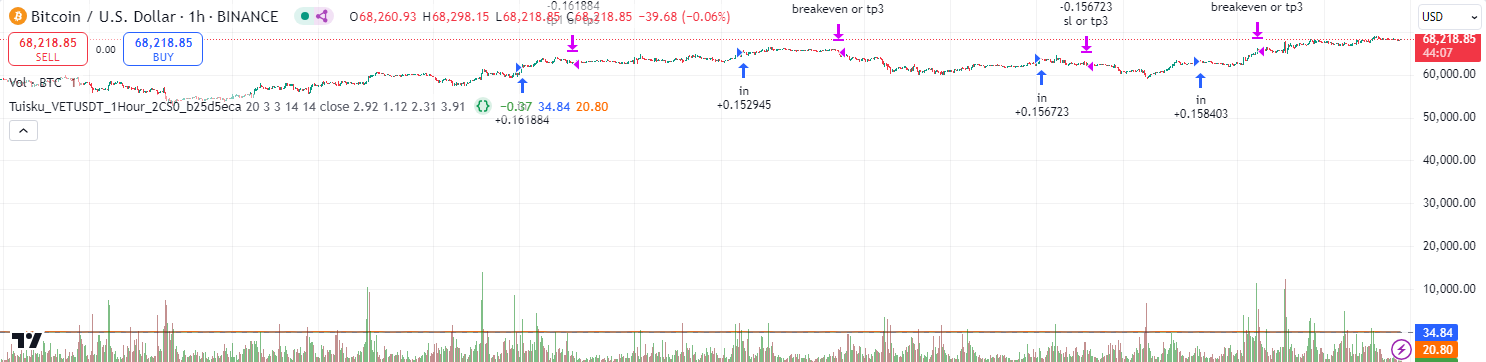 Bitcoin / U.S. Dollar · 1h · BINANCE O68,260.93 H68,298.15 L68,218.85 C68,218.85 −39.68 (−0.06%)
USD
68,218.85 SELL 0.00 68,218.85 BUY
Vol · BTC 1
Tuisku_VETUSDT_1Hour_2CS0_b25d5eca 20 3 3 14 14 close 2.92 1.12 2.31 3.91 {} −0.37 34.84 20.80
-0.161884
+0.161884
in
+0.152945
breakeven or tp3
-0.156723
sl or tp3
in
+0.156723
in
+0.158403
breakeven or tp3
68,218.85
44:07
60,000.00
50,000.00
40,000.00
30,000.00
20,000.00
10,000.00
34.84
20.80